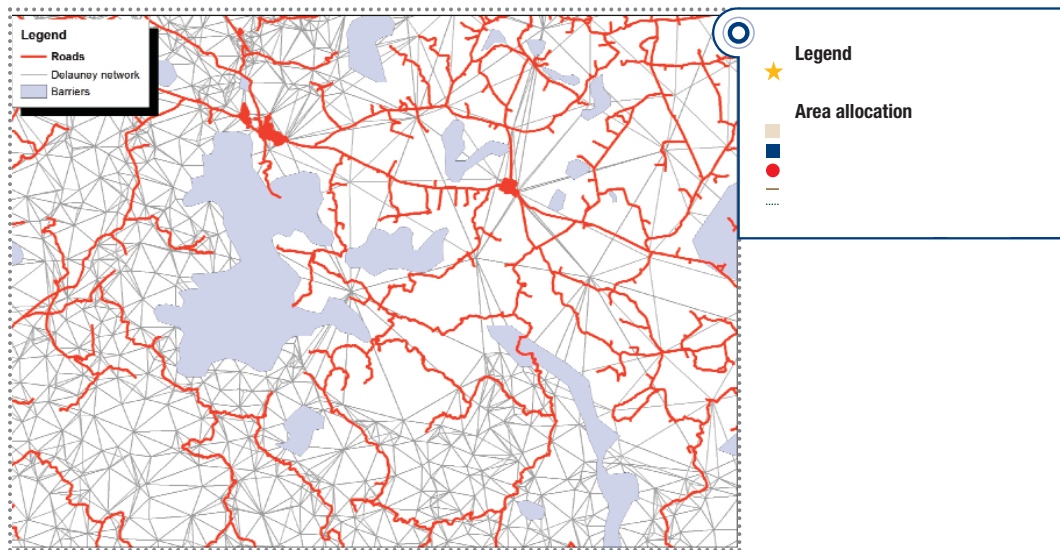 Legend
Roads
Delauney network
Barriers
Legend
Area allocation